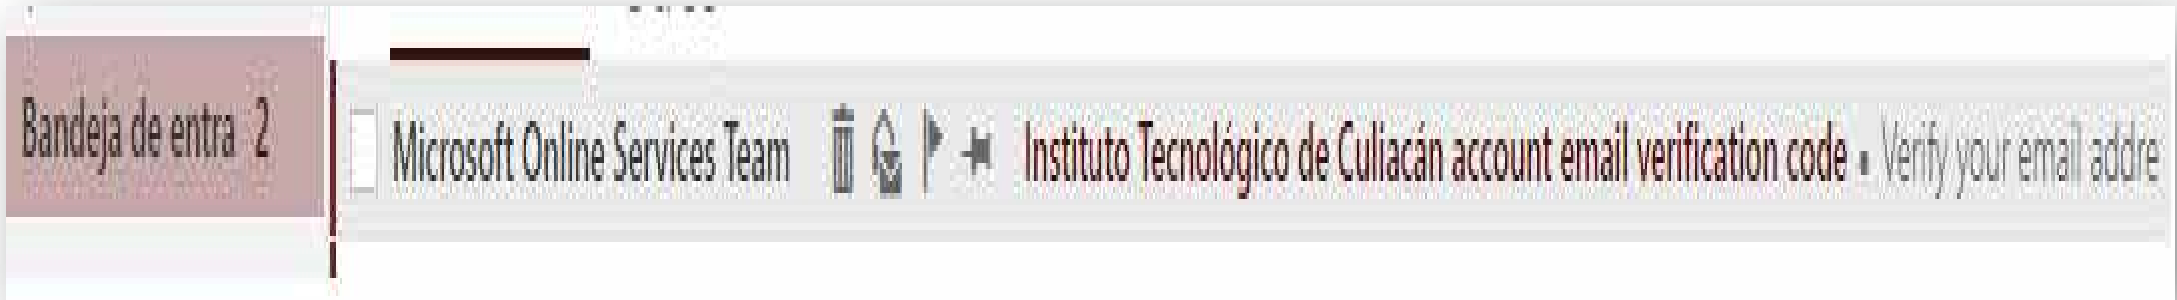 Bandeja de entra 2
Microsoft Online Services Team Instituto Tecnológico de Culiacán account email verification code - Verify your email addre